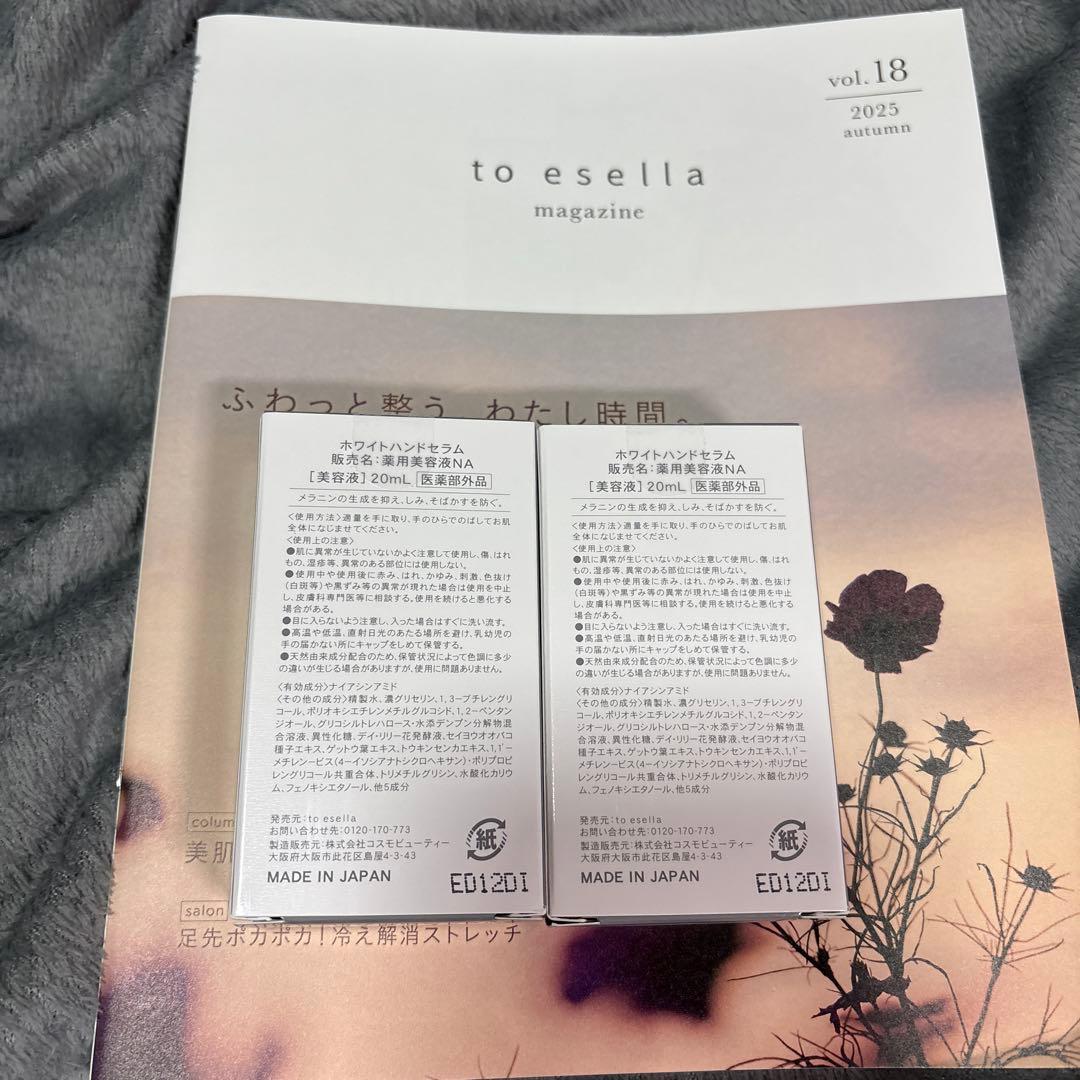 vol.18
2025
autumn
to esella
magazine
ふわっと整う、わたし時間。
ホワイトハンドセラム
販売名：薬用美容液NA
［美容液］20mL 医薬部外品
メラニンの生成を抑え、しみ、そばかすを防ぐ。
〈使用方法〉適量を手に取り、手のひらでのばしてお肌
全体になじませてください。
〈使用上の注意〉
●肌に異常が生じていないかよく注意して使用し、傷、はれ
もの、湿疹等、異常のある部位には使用しない。
●使用中や使用後に赤み、はれ、かゆみ、刺激、色抜け
(白斑等)や黒ずみ等の異常が現れた場合は使用を中止
し、皮膚科専門医等に相談する。使用を続けると悪化する
場合がある。
●目に入らないよう注意し、入った場合はすぐに洗い流す。
●高温や低温、直射日光のあたる場所を避け、乳幼児の
手の届かない所にキャップをしめて保管する。
●天然由来成分配合のため、保管状況によって色調に多少
の違いが生じる場合がありますが、使用に問題ありません。
〈有効成分〉ナイアシンアミド
〈その他の成分〉精製水、濃グリセリン、1,3－ブチレングリ
コール、ポリオキシエチレンメチルグルコシド、1,2－ペンタン
ジオール、グリコシルトレハロース・水添デンプン分解物混
合溶液、異性化糖、デイ・リリー花発酵液、セイヨウオオバコ
種子エキス、ゲットウ葉エキス、トウキンセンカエキス、1,1'－
メチレン－ビス(4－イソシアナトシクロヘキサン)・ポリプロピ
レングリコール共重合体、トリメチルグリシン、水酸化カリウ
ム、フェノキシエタノール、他5成分
発売元：to esella
お問い合わせ先：0120-170-773
製造販売元：株式会社コスモビューティー
大阪府大阪市此花区島屋4-3-43
MADE IN JAPAN
紙
ED12DI
ホワイトハンドセラム
販売名：薬用美容液NA
［美容液］20mL 医薬部外品
メラニンの生成を抑え、しみ、そばかすを防ぐ。
〈使用方法〉適量を手に取り、手のひらでのばしてお肌
全体になじませてください。
〈使用上の注意〉
●肌に異常が生じていないかよく注意して使用し、傷、はれ
もの、湿疹等、異常のある部位には使用しない。
●使用中や使用後に赤み、はれ、かゆみ、刺激、色抜け
(白斑等)や黒ずみ等の異常が現れた場合は使用を中止
し、皮膚科専門医等に相談する。使用を続けると悪化する
場合がある。
●目に入らないよう注意し、入った場合はすぐに洗い流す。
●高温や低温、直射日光のあたる場所を避け、乳幼児の
手の届かない所にキャップをしめて保管する。
●天然由来成分配合のため、保管状況によって色調に多少
の違いが生じる場合がありますが、使用に問題ありません。
〈有効成分〉ナイアシンアミド
〈その他の成分〉精製水、濃グリセリン、1,3－ブチレングリ
コール、ポリオキシエチレンメチルグルコシド、1,2－ペンタン
ジオール、グリコシルトレハロース・水添デンプン分解物混
合溶液、異性化糖、デイ・リリー花発酵液、セイヨウオオバコ
種子エキス、ゲットウ葉エキス、トウキンセンカエキス、1,1'－
メチレン－ビス(4－イソシアナトシクロヘキサン)・ポリプロ
ピレングリコール共重合体、トリメチルグリシン、水酸化カリウ
ム、フェノキシエタノール、他5成分
発売元：to esella
お問い合わせ先：0120-170-773
製造販売元：株式会社コスモビューティー
大阪府大阪市此花区島屋4-3-43
MADE IN JAPAN
紙
ED12DI
colum
美肌
salon
足先ポカポカ！冷え解消ストレッチ